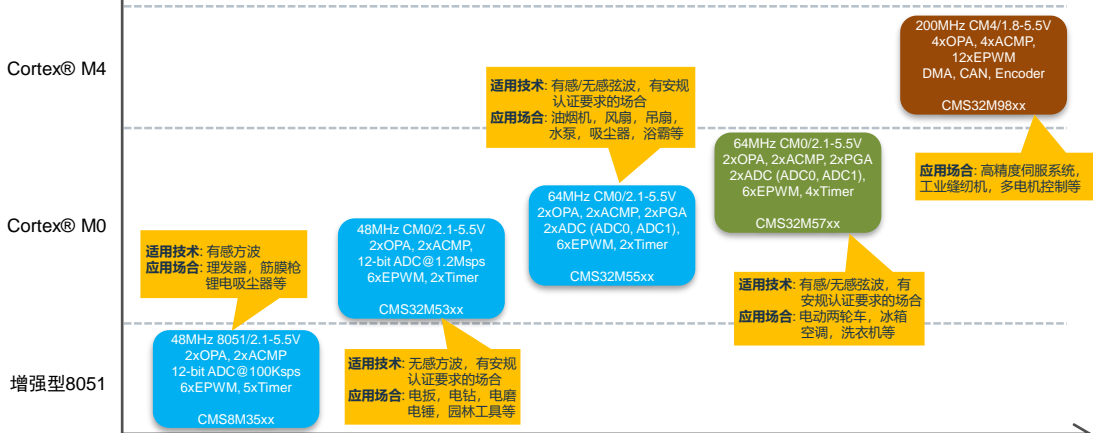 Cortex® M4
200MHz CM4/1.8-5.5V
4xOPA, 4xACMP,
12xEPWM
DMA, CAN, Encoder
CMS32M98xx
应用场合: 高精度伺服系统,
工业缝纫机，多电机控制等
适用技术: 有感/无感弦波，有安规
认证要求的场合
应用场合: 油烟机，风扇，吊扇，
水泵，吸尘器，浴霸等
Cortex® M0
64MHz CM0/2.1-5.5V
2xOPA, 2xACMP, 2xPGA
2xADC (ADC0, ADC1),
6xEPWM, 4xTimer
CMS32M57xx
64MHz CM0/2.1-5.5V
2xOPA, 2xACMP, 2xPGA
2xADC (ADC0, ADC1),
6xEPWM, 2xTimer
CMS32M55xx
48MHz CM0/2.1-5.5V
2xOPA, 2xACMP,
12-bit ADC@1.2Msps
6xEPWM, 2xTimer
CMS32M53xx
适用技术: 有感方波
应用场合: 理发器，筋膜枪
锂电吸尘器等
适用技术: 有感/无感弦波，有
安规认证要求的场合
应用场合: 电动两轮车，冰箱
空调，洗衣机等
增强型8051
48MHz 8051/2.1-5.5V
2xOPA, 2xACMP
12-bit ADC@100Ksps
6xEPWM, 5xTimer
CMS8M35xx
适用技术: 无感方波，有安规
认证要求的场合
应用场合: 电扳，电钻，电磨
电锤，园林工具等